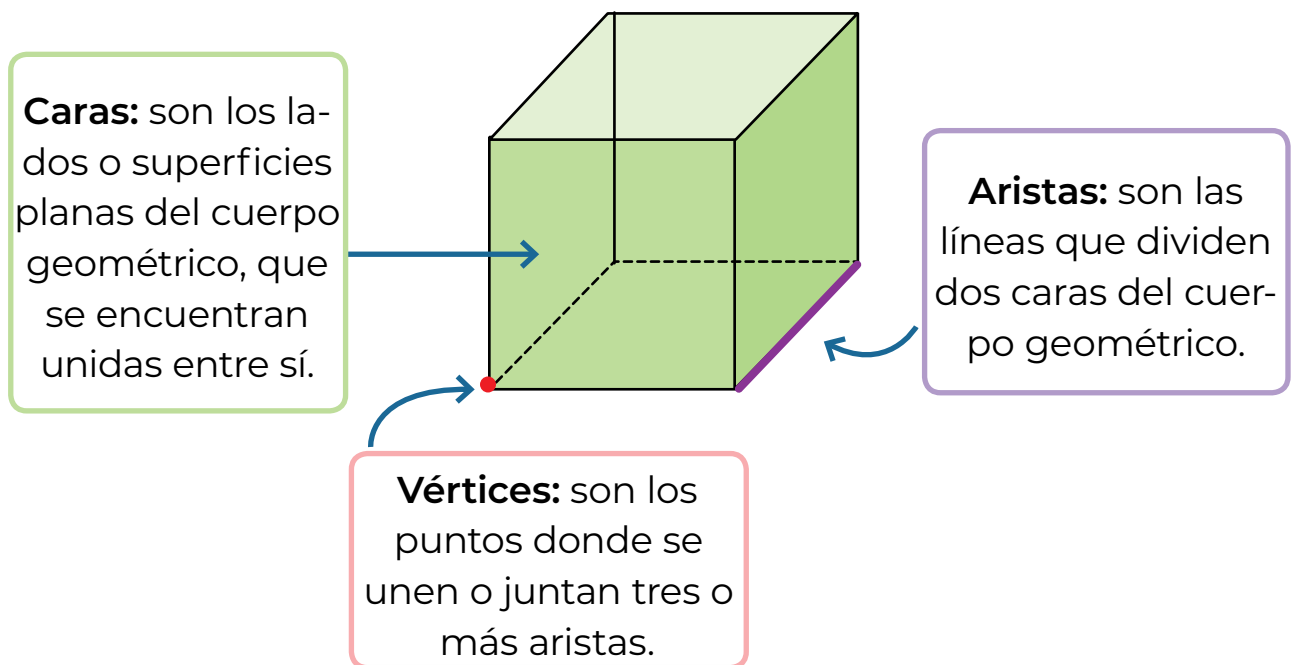 Caras: son los la-
dos o superficies
planas del cuerpo
geométrico, que
se encuentran
unidas entre sí.
Aristas: son las
líneas que dividen
dos caras del cuer-
po geométrico.
Vértices: son los
puntos donde se
unen o juntan tres o
más aristas.